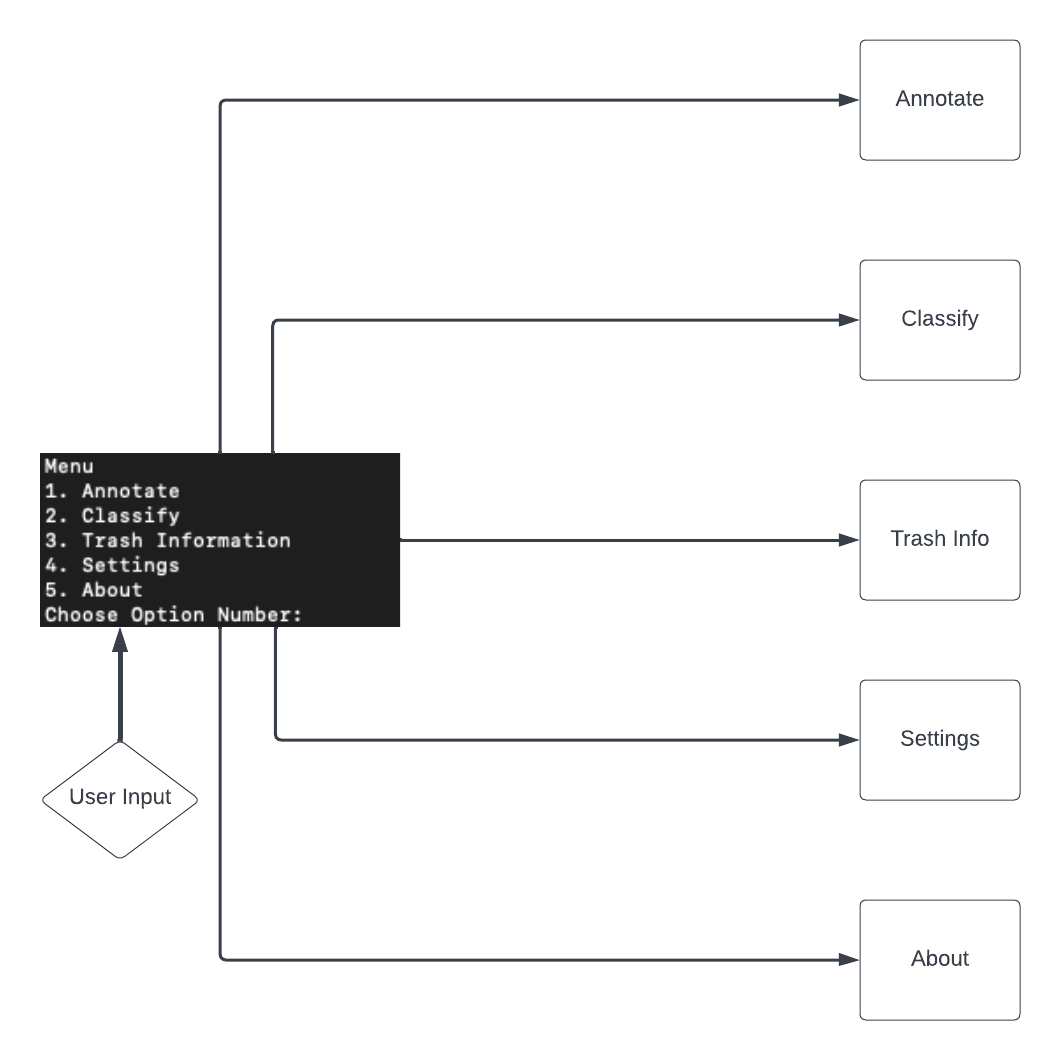 Annotate
Classify
Menu
1. Annotate
2. Classify
3. Trash Information
4. Settings
5. About
Choose Option Number:
Trash Info
Settings
User Input
About